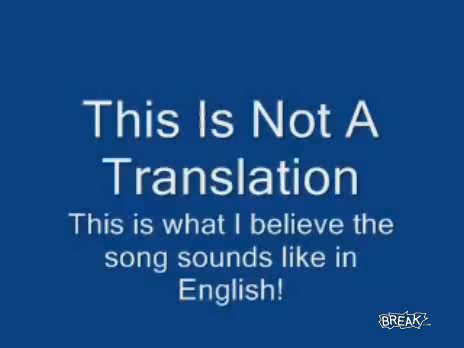 This Is Not A
Translation
This is what I believe the
song sounds like in
English!
BREAK